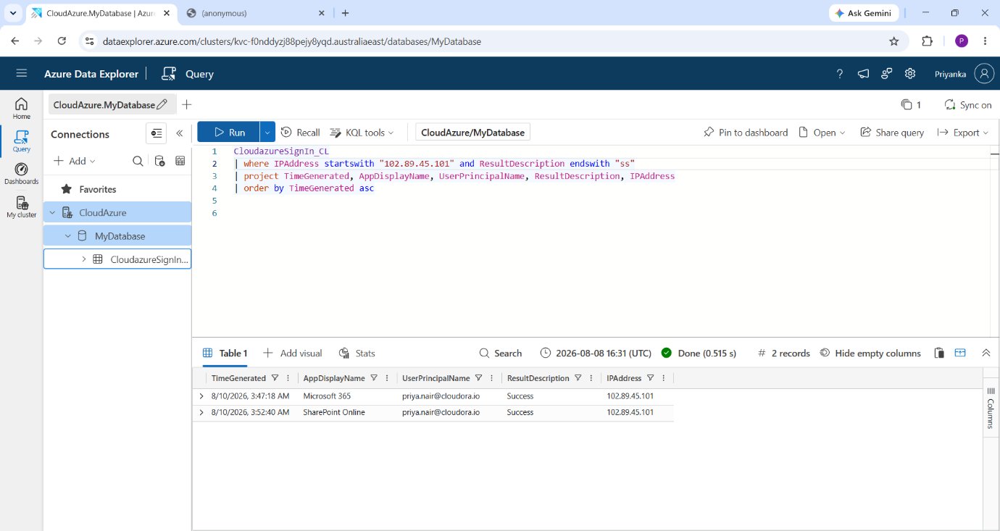 CloudAzure.MyDatabase | Azur
(anonymous)
Ask Gemini
dataexplorer.azure.com/clusters/kvc-f0nddyzj88pejy8yqd.australiaeast/databases/MyDatabase
P
Azure Data Explorer
Query
Priyanka
Home
Query
Dashboards
My cluster
CloudAzure.MyDatabase
1
Sync on
Connections
Add
Favorites
CloudAzure
MyDatabase
CloudazureSignIn...
Run
Recall
KQL tools
CloudAzure/MyDatabase
Pin to dashboard
Open
Share query
Export
1 CloudazureSignIn_CL
2 | where IPAddress startswith "102.89.45.101" and ResultDescription endswith "ss"
3 | project TimeGenerated, AppDisplayName, UserPrincipalName, ResultDescription, IPAddress
4 | order by TimeGenerated asc
5
6
Table 1
Add visual
Stats
Search
2026-08-08 16:31 (UTC)
Done (0.515 s)
# 2 records
Hide empty columns
TimeGenerated AppDisplayName UserPrincipalName ResultDescription IPAddress
8/10/2026, 3:47:18 AM Microsoft 365 priya.nair@cloudora.io Success 102.89.45.101
8/10/2026, 3:52:40 AM SharePoint Online priya.nair@cloudora.io Success 102.89.45.101
Columns